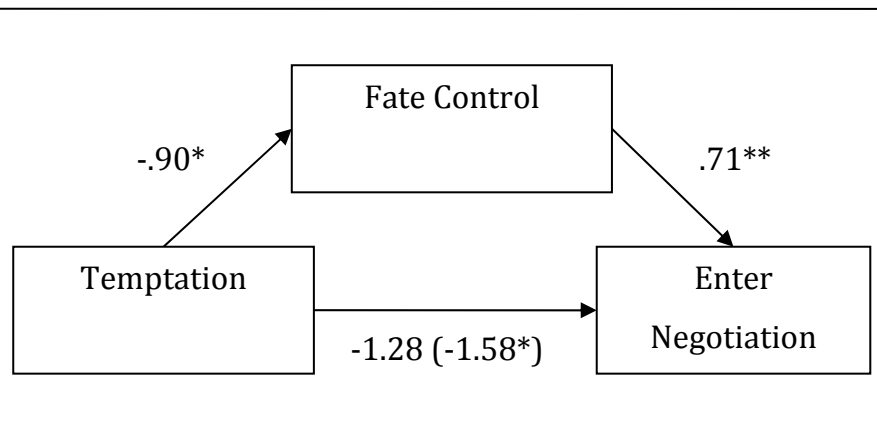 Fate Control
-.90*
.71**
Temptation
Enter
Negotiation
-1.28 (-1.58*)